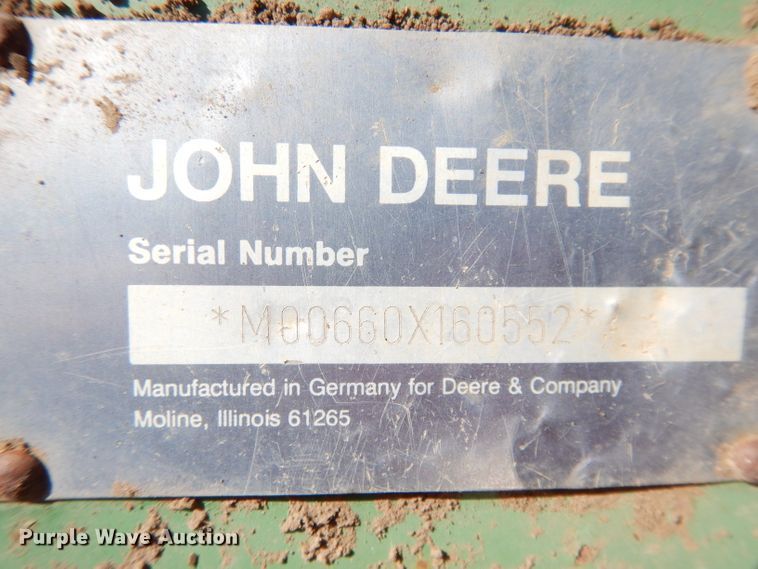 JOHN DEERE
Serial Number
*M00660X160552*
Manufactured in Germany for Deere & Company
Moline, Illinois 61265
Purple Wave Auction